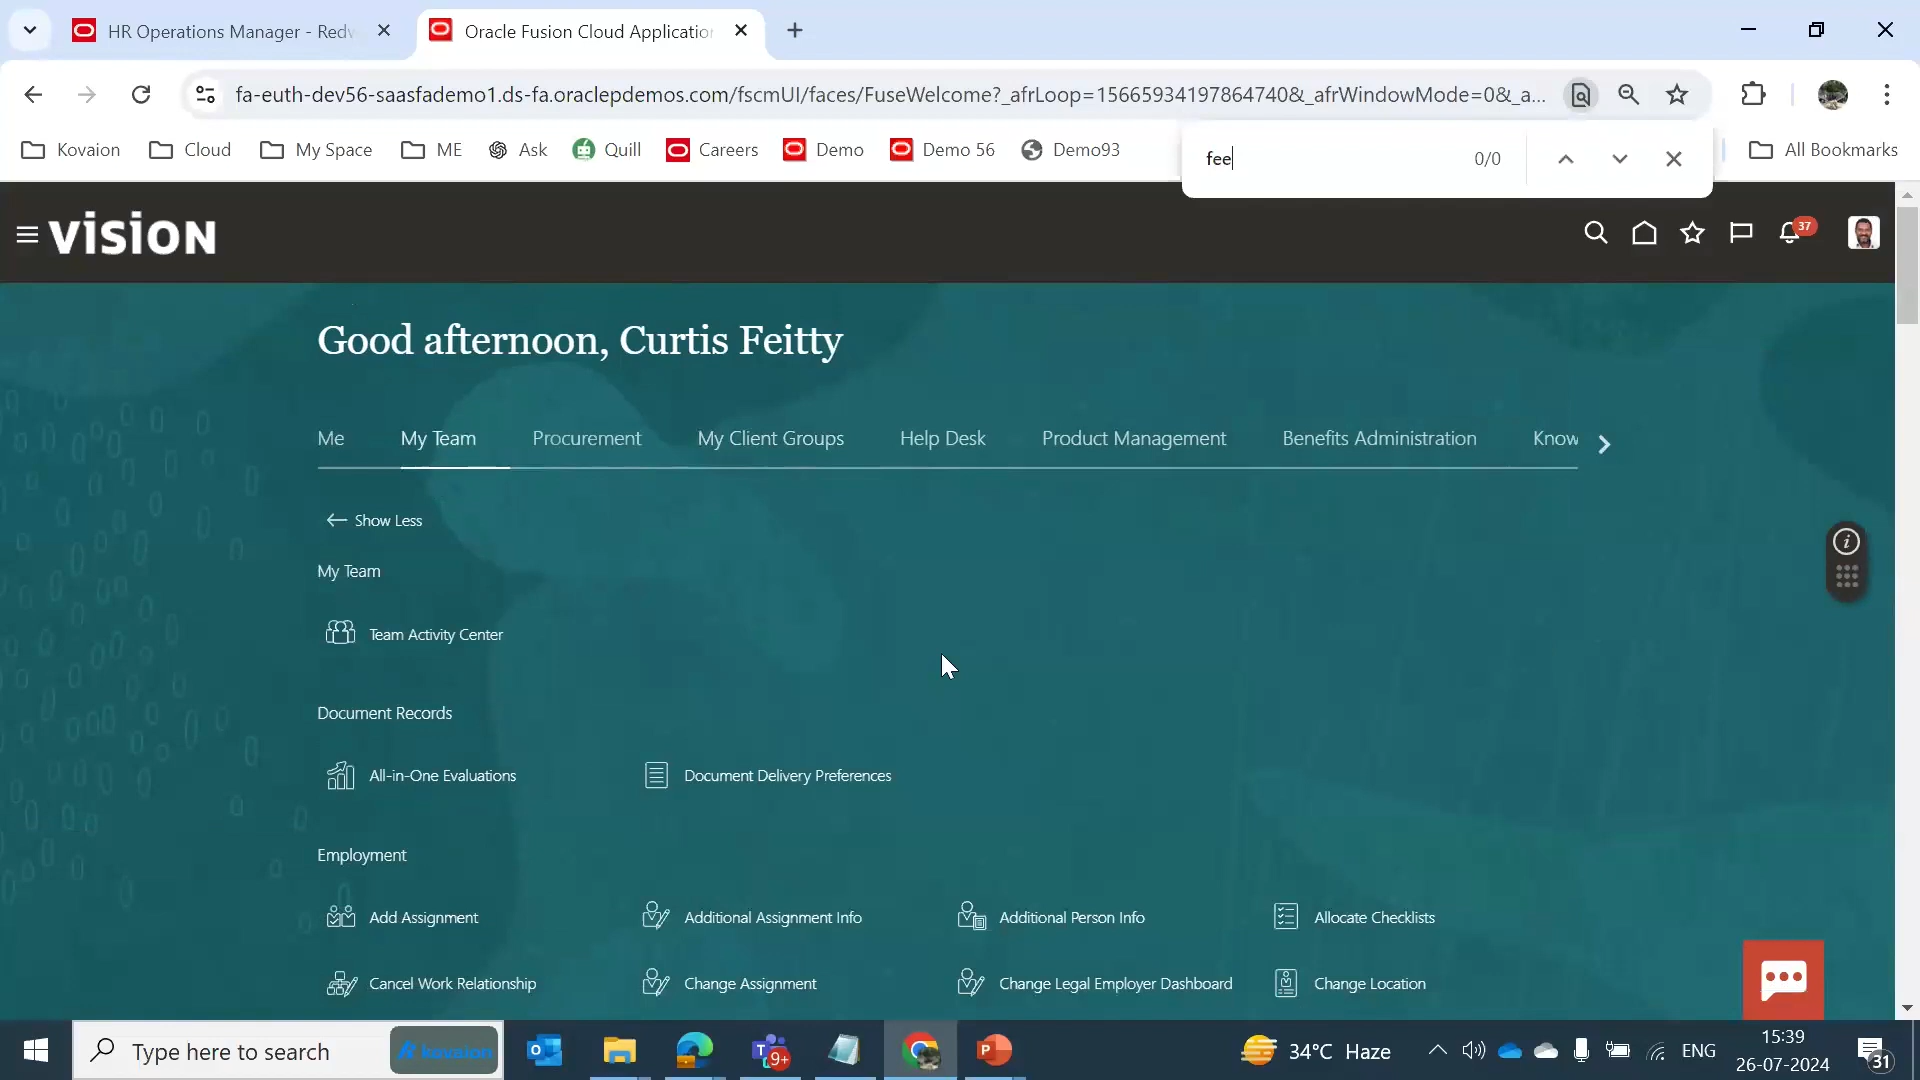 HR Operations Manager - Redw
Oracle Fusion Cloud Application
fa-euth-dev56-saasfademo1.ds-fa.oraclepdemos.com/fscmUI/faces/FuseWelcome?_afrLoop=15665934197864740&_afrWindowMode=0&_a...
Kovaion Cloud My Space ME Ask Quill Careers Demo Demo 56 Demo93 All Bookmarks
fee 0/0
VISION
37
Good afternoon, Curtis Feitty
Me My Team Procurement My Client Groups Help Desk Product Management Benefits Administration Know
Show Less
My Team
Team Activity Center
Document Records
All-in-One Evaluations Document Delivery Preferences
Employment
Add Assignment Additional Assignment Info Additional Person Info Allocate Checklists
Cancel Work Relationship Change Assignment Change Legal Employer Dashboard Change Location
Type here to search kovaion 9+ 34°C Haze ENG 15:39
26-07-2024 31